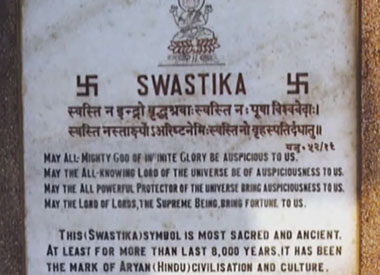 卐 SWASTIKA 卐
स्वस्ति न इन्द्रो वृद्धश्रवाः स्वस्ति नः पूषा विश्ववेदाः।
स्वस्ति नस्तार्क्ष्योऽअरिष्टनेमिः स्वस्तिनो वृहस्पतिर्दधातु॥
MAY ALL-MIGHTY GOD OF INFINITE GLORY BE AUSPICIOUS TO US.
MAY THE ALL-KNOWING LORD OF THE UNIVERSE BE OF AUSPICIOUSNESS TO US.
MAY THE ALL POWERFUL PROTECTOR OF THE UNIVERSE BRING AUSPICIOUSNESS TO US.
MAY THE LORD OF LORDS, THE SUPREME BEING, BRING FORTUNE TO US.
THIS (SWASTIKA) SYMBOL IS MOST SACRED AND ANCIENT.
AT LEAST FOR MORE THAN LAST 8,000 YEARS, IT HAS BEEN
THE MARK OF ARYAN (HINDU) CIVILISATION AND CULTURE.